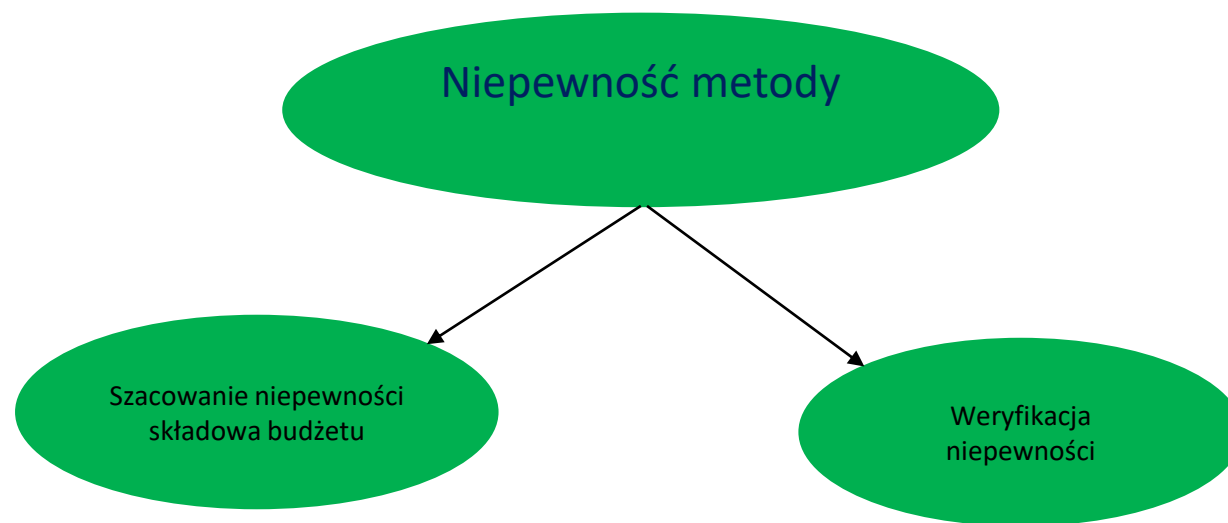 Niepewność metody
Szacowanie niepewności
składowa budżetu
Weryfikacja
niepewności